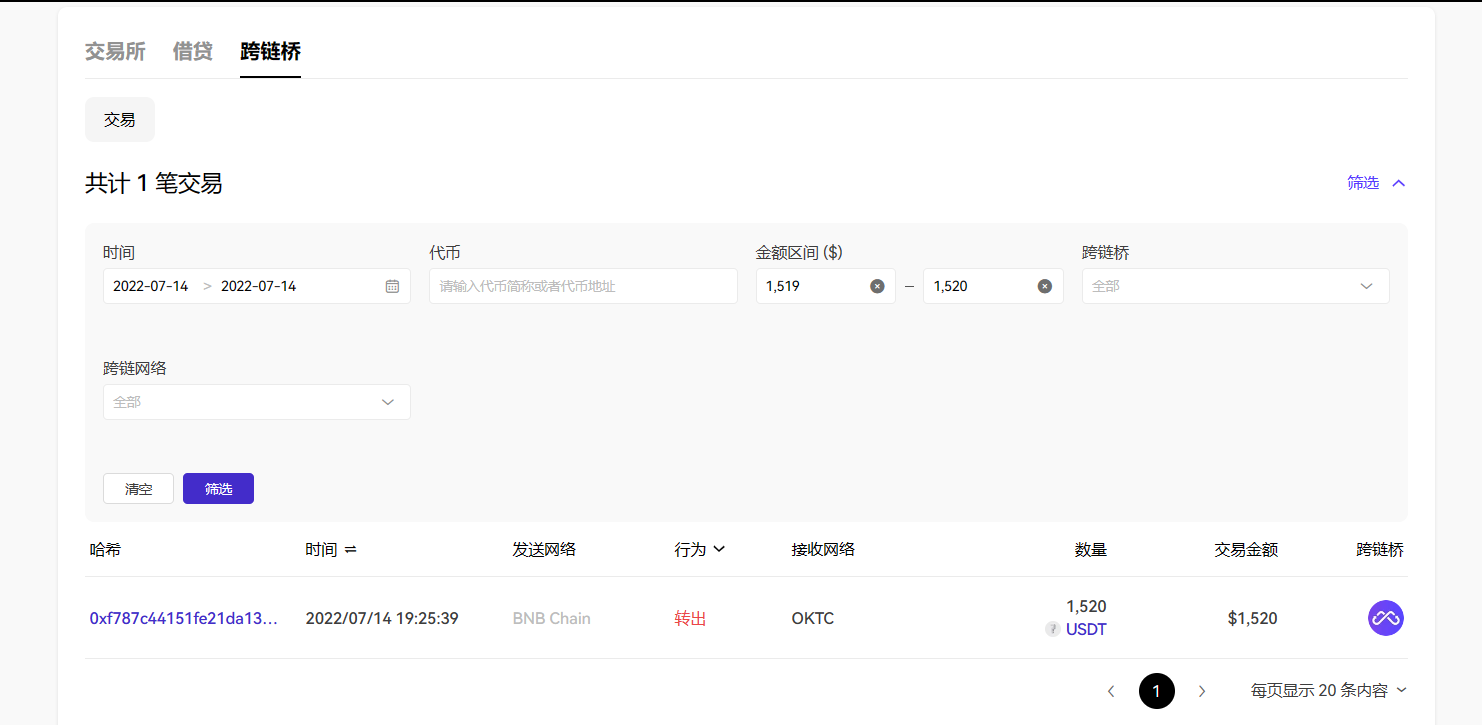 交易所 借贷 跨链桥
交易
共计 1 笔交易 筛选
时间 代币 金额区间 ($) 跨链桥
2022-07-14 > 2022-07-14 请输入代币简称或者代币地址 1,519 – 1,520 全部
跨链网络
全部
清空 筛选
哈希 时间 ⇌ 发送网络 行为 接收网络 数量 交易金额 跨链桥
0xf787c44151fe21da13... 2022/07/14 19:25:39 BNB Chain 转出 OKTC 1,520 $1,520
USDT
< 1 > 每页显示 20 条内容